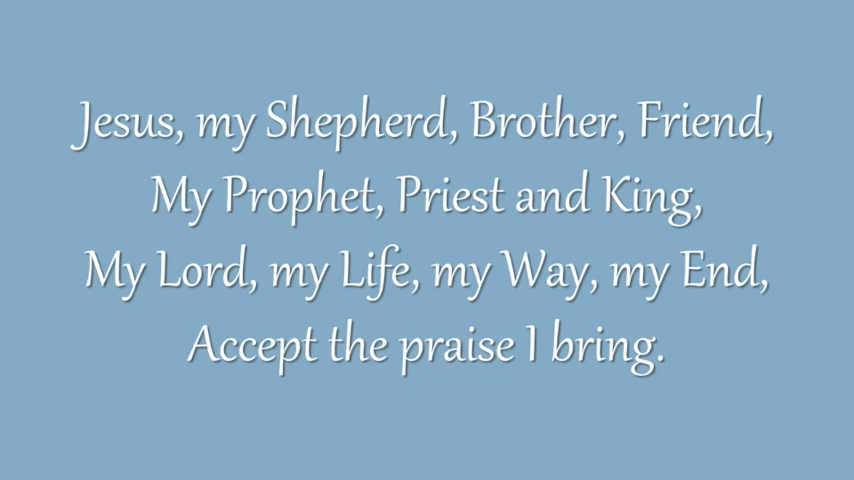 Jesus, my Shepherd, Brother, Friend,
My Prophet, Priest and King,
My Lord, my Life, my Way, my End,
Accept the praise I bring.